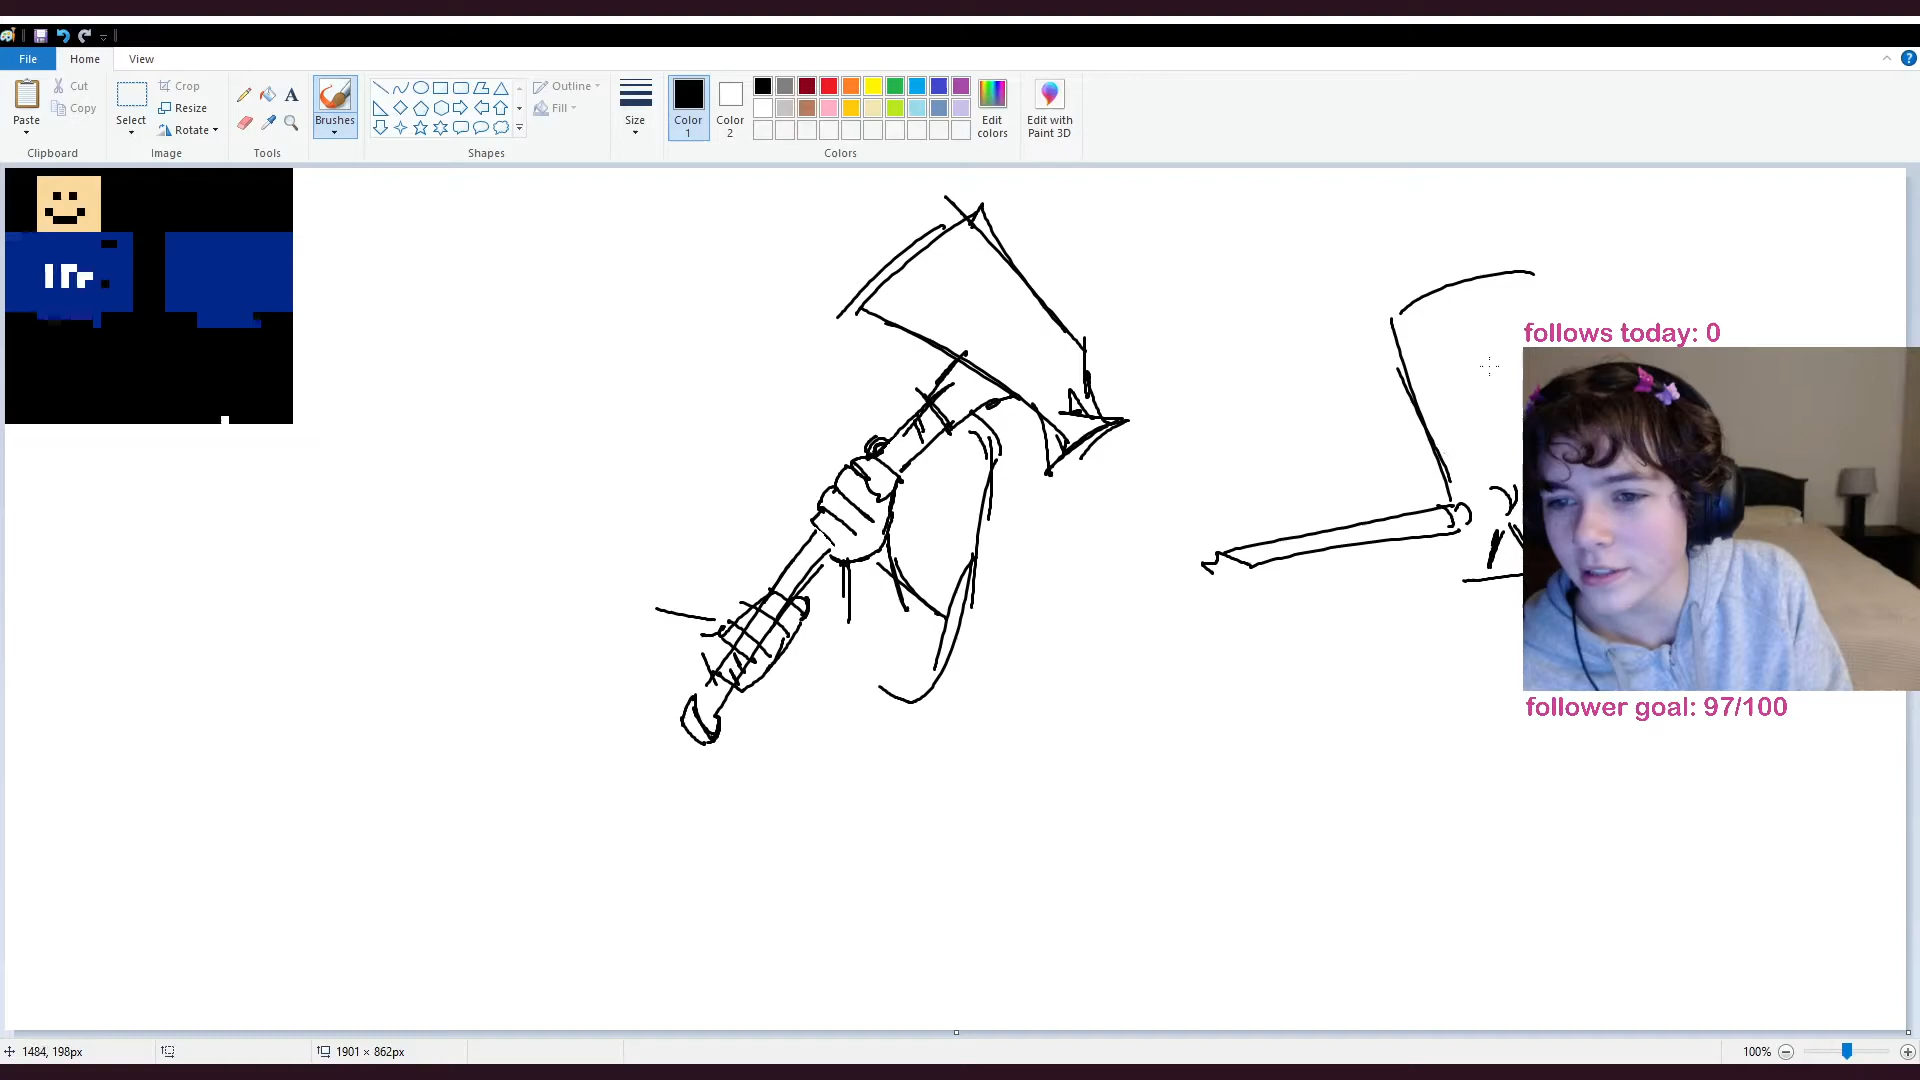 File Home View
Paste
Cut
Copy
Clipboard
Select
Crop
Resize
Rotate
Image
A
Tools
Brushes
Outline
Fill
Shapes
Size
Color
1
Color
2
Edit
colors
Edit with
Paint 3D
Colors
follows today: 0
follower goal: 97/100
1484, 198px
1901 × 862px
100%